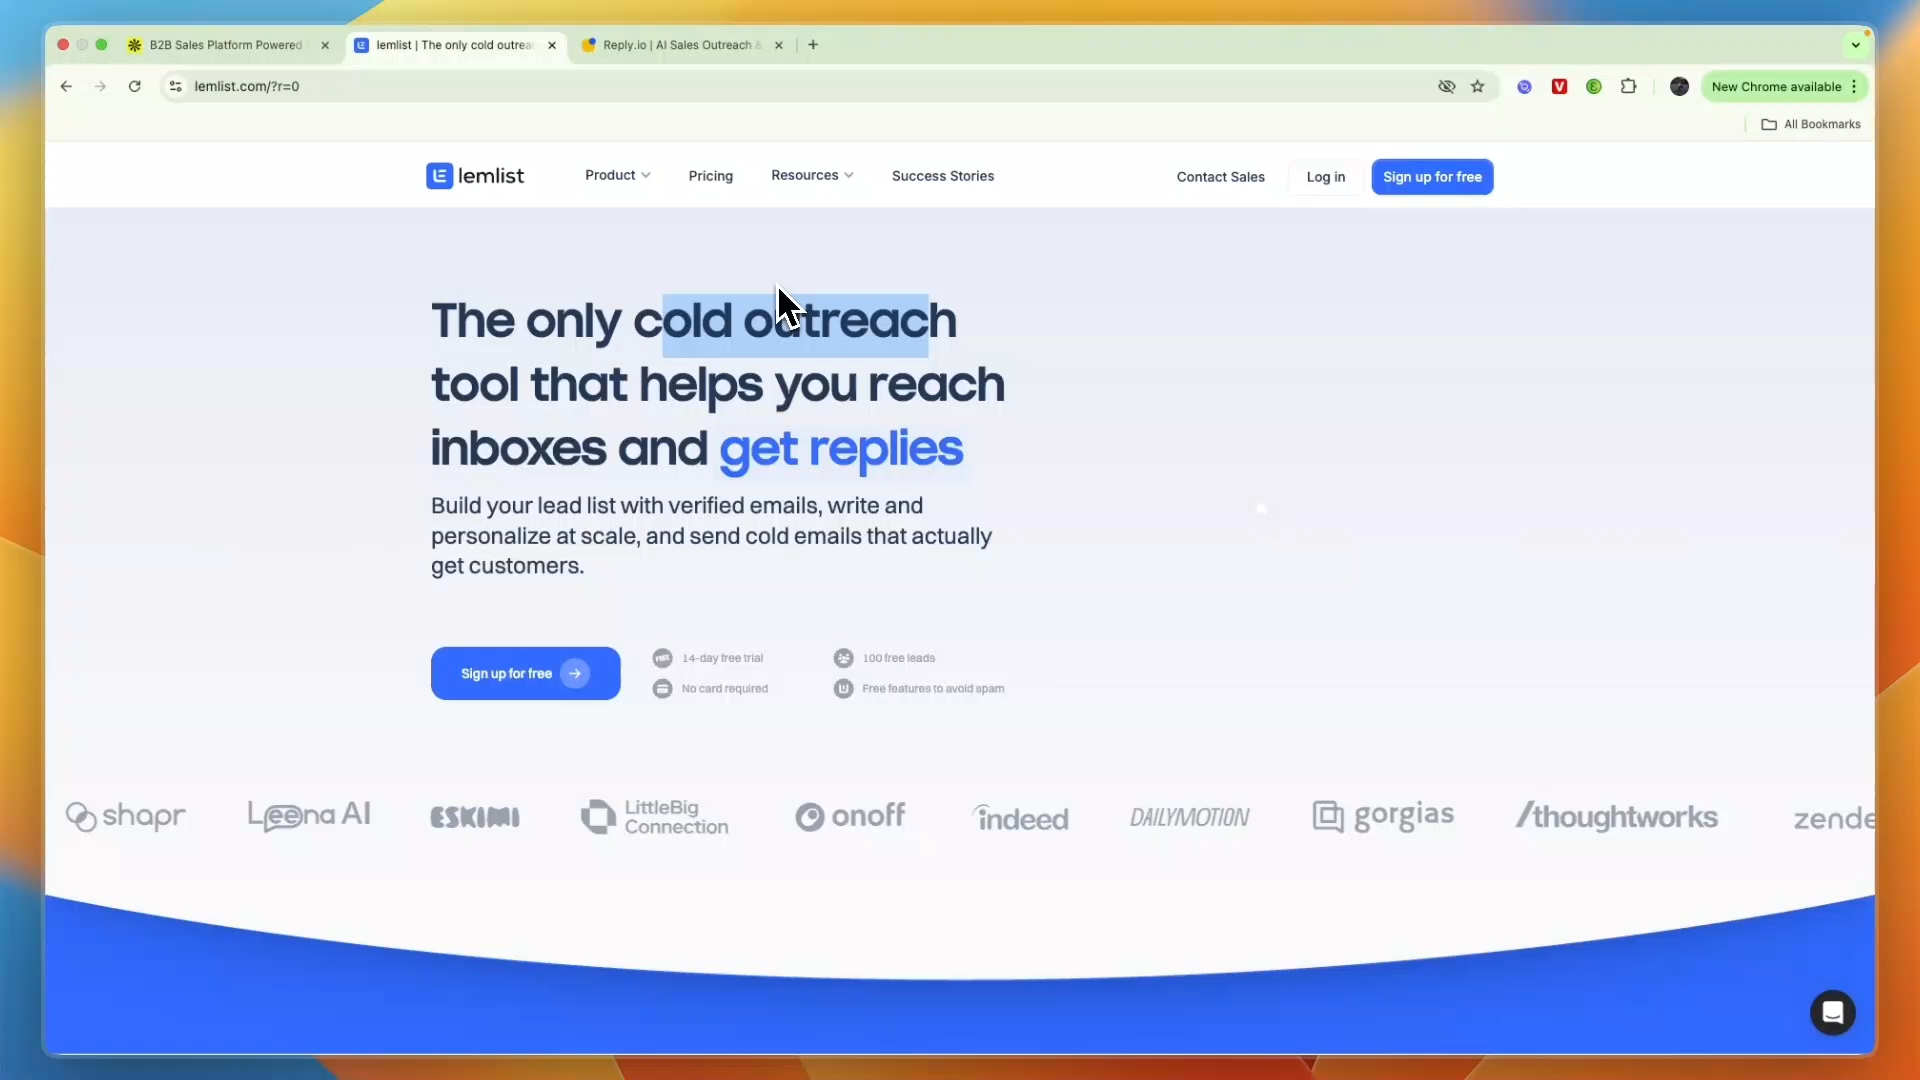 B2B Sales Platform Powered
lemlist | The only cold outrea
Reply.io | AI Sales Outreach &
lemlist.com/?r=0
New Chrome available
All Bookmarks
lemlist
Product
Pricing
Resources
Success Stories
Contact Sales
Log in
Sign up for free
The only cold outreach
tool that helps you reach
inboxes and get replies
Build your lead list with verified emails, write and
personalize at scale, and send cold emails that actually
get customers.
Sign up for free
FREE 14-day free trial
100 free leads
No card required
Free features to avoid spam
shapr
Leena AI
ESKIMI
LittleBig
Connection
onoff
indeed
DAILYMOTION
gorgias
/thoughtworks
zende